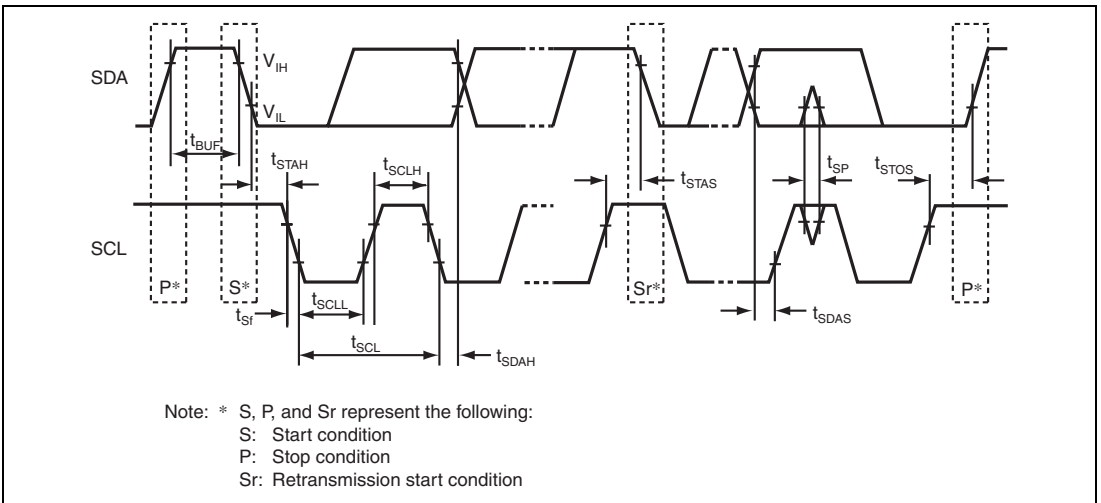 SDA
V_IH
V_IL
t_BUF
t_STAH
t_SCLH
t_STAS
t_SP
t_STOS
SCL
P*
S*
Sr*
P*
t_Sf
t_SCLL
t_SCL
t_SDAH
t_SDAS
Note: * S, P, and Sr represent the following:
S: Start condition
P: Stop condition
Sr: Retransmission start condition